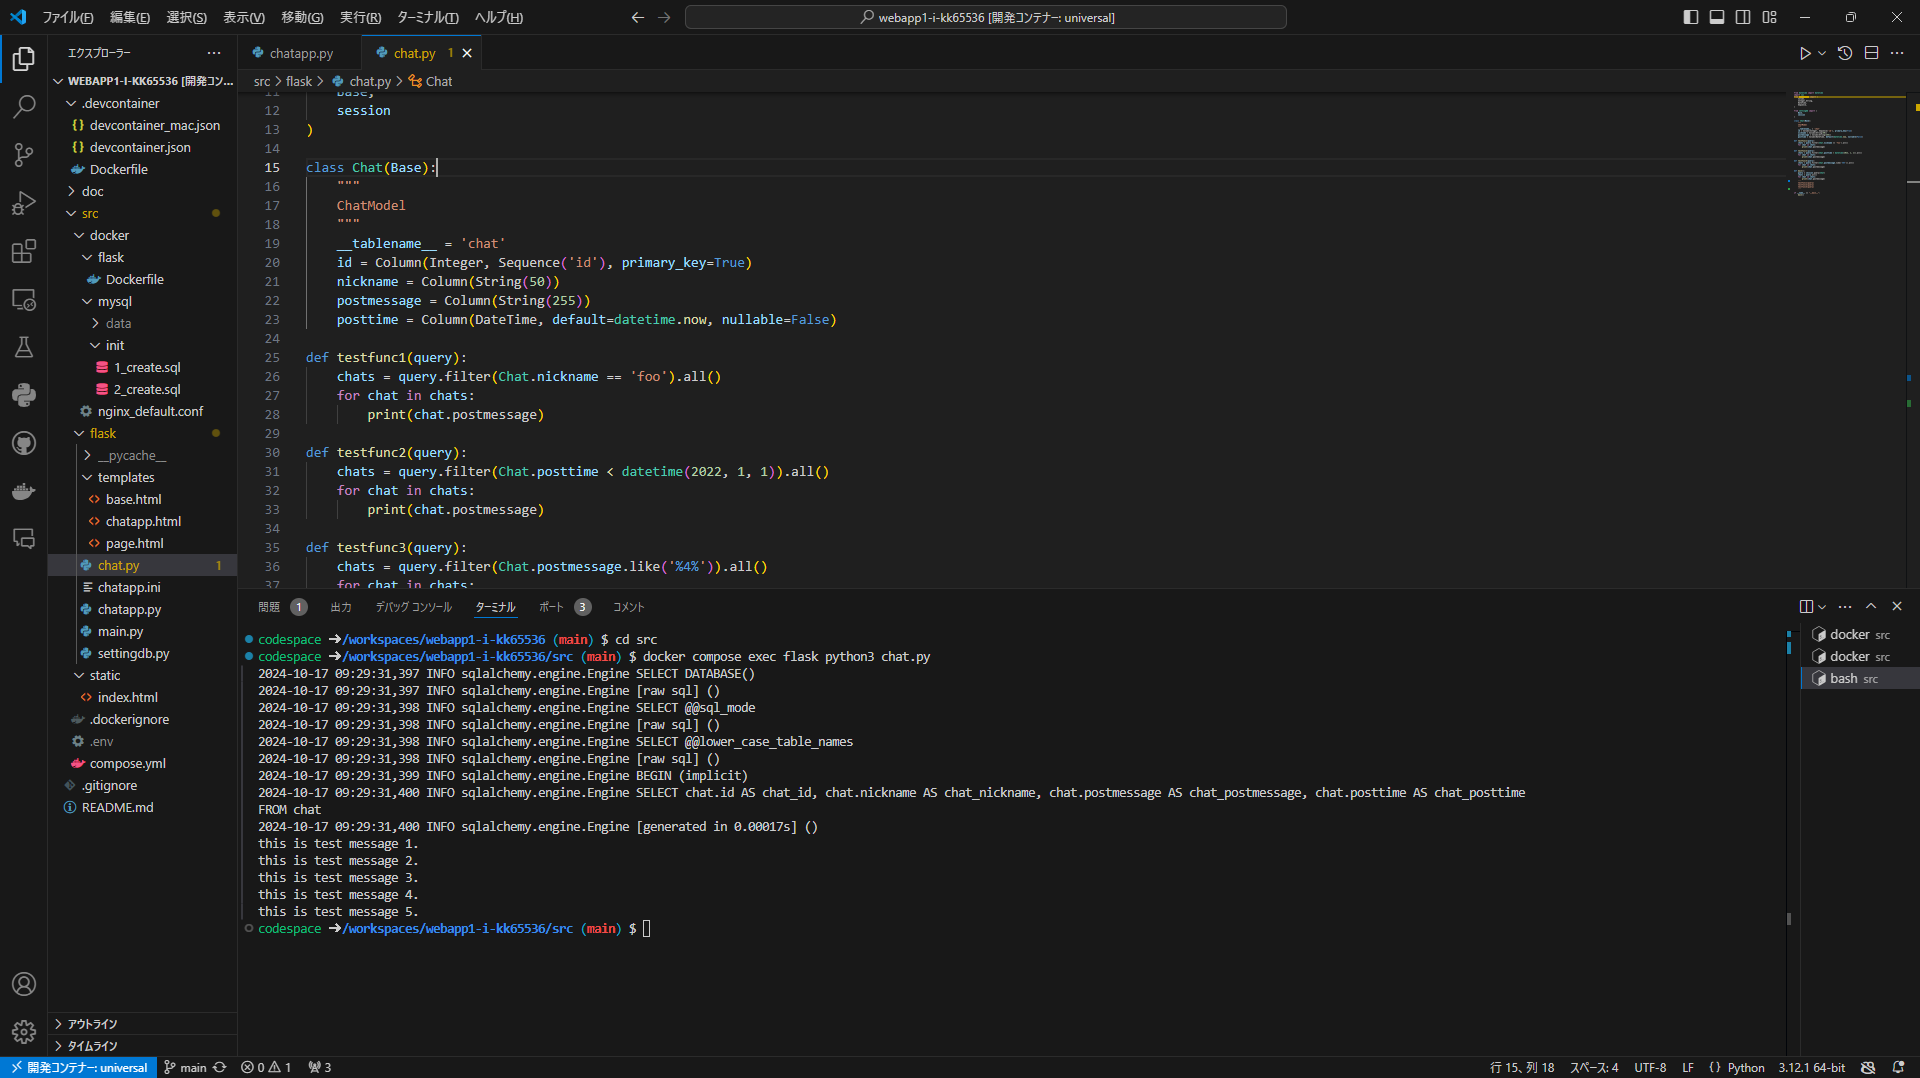 ファイル(F) 編集(E) 選択(S) 表示(V) 移動(G) 実行(R) ターミナル(T) ヘルプ(H)
webapp1-i-kk65536 [開発コンテナー: universal]
エクスプローラー
WEBAPP1-I-KK65536 [開発コン...
.devcontainer
devcontainer_mac.json
devcontainer.json
Dockerfile
doc
src
docker
flask
Dockerfile
mysql
data
init
1_create.sql
2_create.sql
nginx_default.conf
flask
__pycache__
templates
base.html
chatapp.html
page.html
chat.py 1
chatapp.ini
chatapp.py
main.py
settingdb.py
static
index.html
.dockerignore
.env
compose.yml
.gitignore
README.md
アウトライン
タイムライン
chatapp.py
chat.py 1
src > flask > chat.py > Chat
11 Base,
12 session
13 )
14
15 class Chat(Base):
16 """
17 ChatModel
18 """
19 __tablename__ = 'chat'
20 id = Column(Integer, Sequence('id'), primary_key=True)
21 nickname = Column(String(50))
22 postmessage = Column(String(255))
23 posttime = Column(DateTime, default=datetime.now, nullable=False)
24
25 def testfunc1(query):
26 chats = query.filter(Chat.nickname == 'foo').all()
27 for chat in chats:
28 print(chat.postmessage)
29
30 def testfunc2(query):
31 chats = query.filter(Chat.posttime < datetime(2022, 1, 1)).all()
32 for chat in chats:
33 print(chat.postmessage)
34
35 def testfunc3(query):
36 chats = query.filter(Chat.postmessage.like('%4%')).all()
37 for chat in chats:
問題 1 出力 デバッグ コンソール ターミナル ポート 3 コメント
codespace ➜/workspaces/webapp1-i-kk65536 (main) $ cd src
codespace ➜/workspaces/webapp1-i-kk65536/src (main) $ docker compose exec flask python3 chat.py
2024-10-17 09:29:31,397 INFO sqlalchemy.engine.Engine SELECT DATABASE()
2024-10-17 09:29:31,397 INFO sqlalchemy.engine.Engine [raw sql] ()
2024-10-17 09:29:31,398 INFO sqlalchemy.engine.Engine SELECT @@sql_mode
2024-10-17 09:29:31,398 INFO sqlalchemy.engine.Engine [raw sql] ()
2024-10-17 09:29:31,398 INFO sqlalchemy.engine.Engine SELECT @@lower_case_table_names
2024-10-17 09:29:31,398 INFO sqlalchemy.engine.Engine [raw sql] ()
2024-10-17 09:29:31,399 INFO sqlalchemy.engine.Engine BEGIN (implicit)
2024-10-17 09:29:31,400 INFO sqlalchemy.engine.Engine SELECT chat.id AS chat_id, chat.nickname AS chat_nickname, chat.postmessage AS chat_postmessage, chat.posttime AS chat_posttime
FROM chat
2024-10-17 09:29:31,400 INFO sqlalchemy.engine.Engine [generated in 0.00017s] ()
this is test message 1.
this is test message 2.
this is test message 3.
this is test message 4.
this is test message 5.
codespace ➜/workspaces/webapp1-i-kk65536/src (main) $
docker src
docker src
bash src
開発コンテナー: universal main 0 1 3
行 15、列 18 スペース: 4 UTF-8 LF { } Python 3.12.1 64-bit